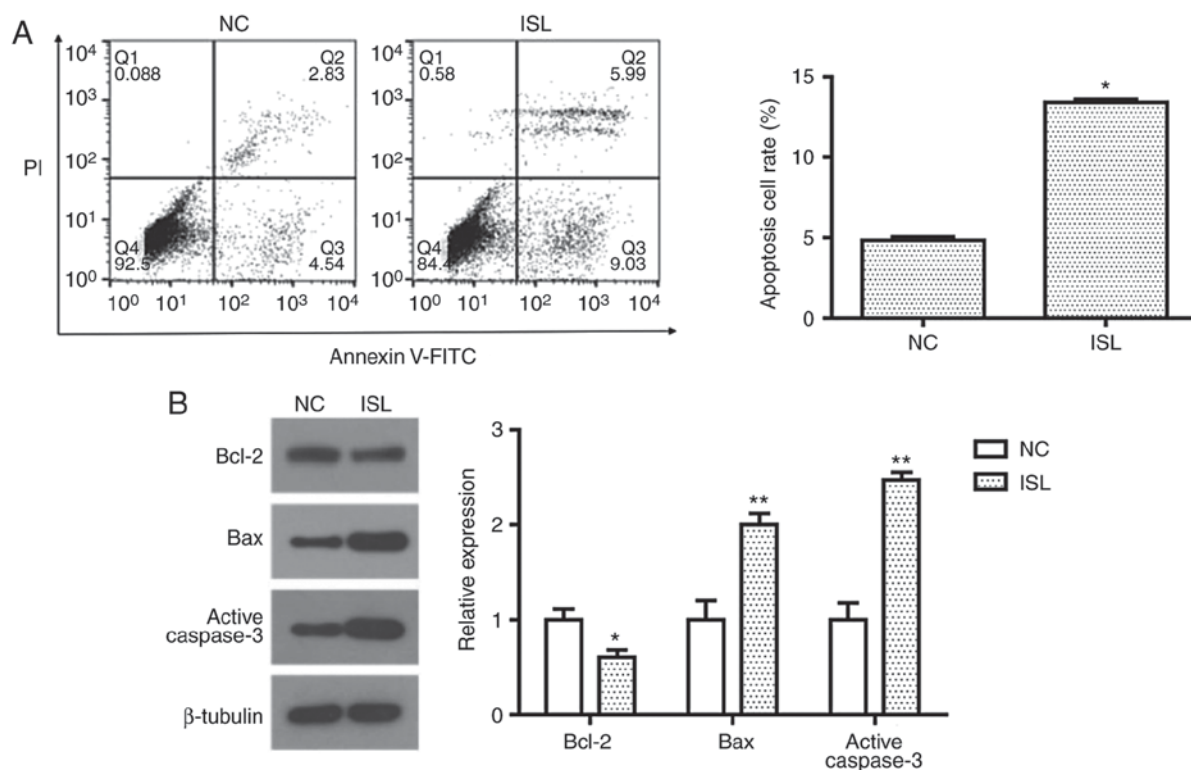 A
NC
ISL
PI
10⁴
10³
10²
10¹
10⁰
Q1
0.088
Q2
2.83
Q4
92.5
Q3
4.54
10⁰ 10¹ 10² 10³ 10⁴
10⁴
10³
10²
10¹
10⁰
Q1
0.58
Q2
5.99
Q4
84.4
Q3
9.03
10⁰ 10¹ 10² 10³ 10⁴
Annexin V-FITC
Apoptosis cell rate (%)
15
10
5
0
*
NC ISL
B
NC ISL
Bcl-2
Bax
Active
caspase-3
β-tubulin
Relative expression
3
2
1
0
*
**
**
Bcl-2 Bax Active
caspase-3
NC
ISL